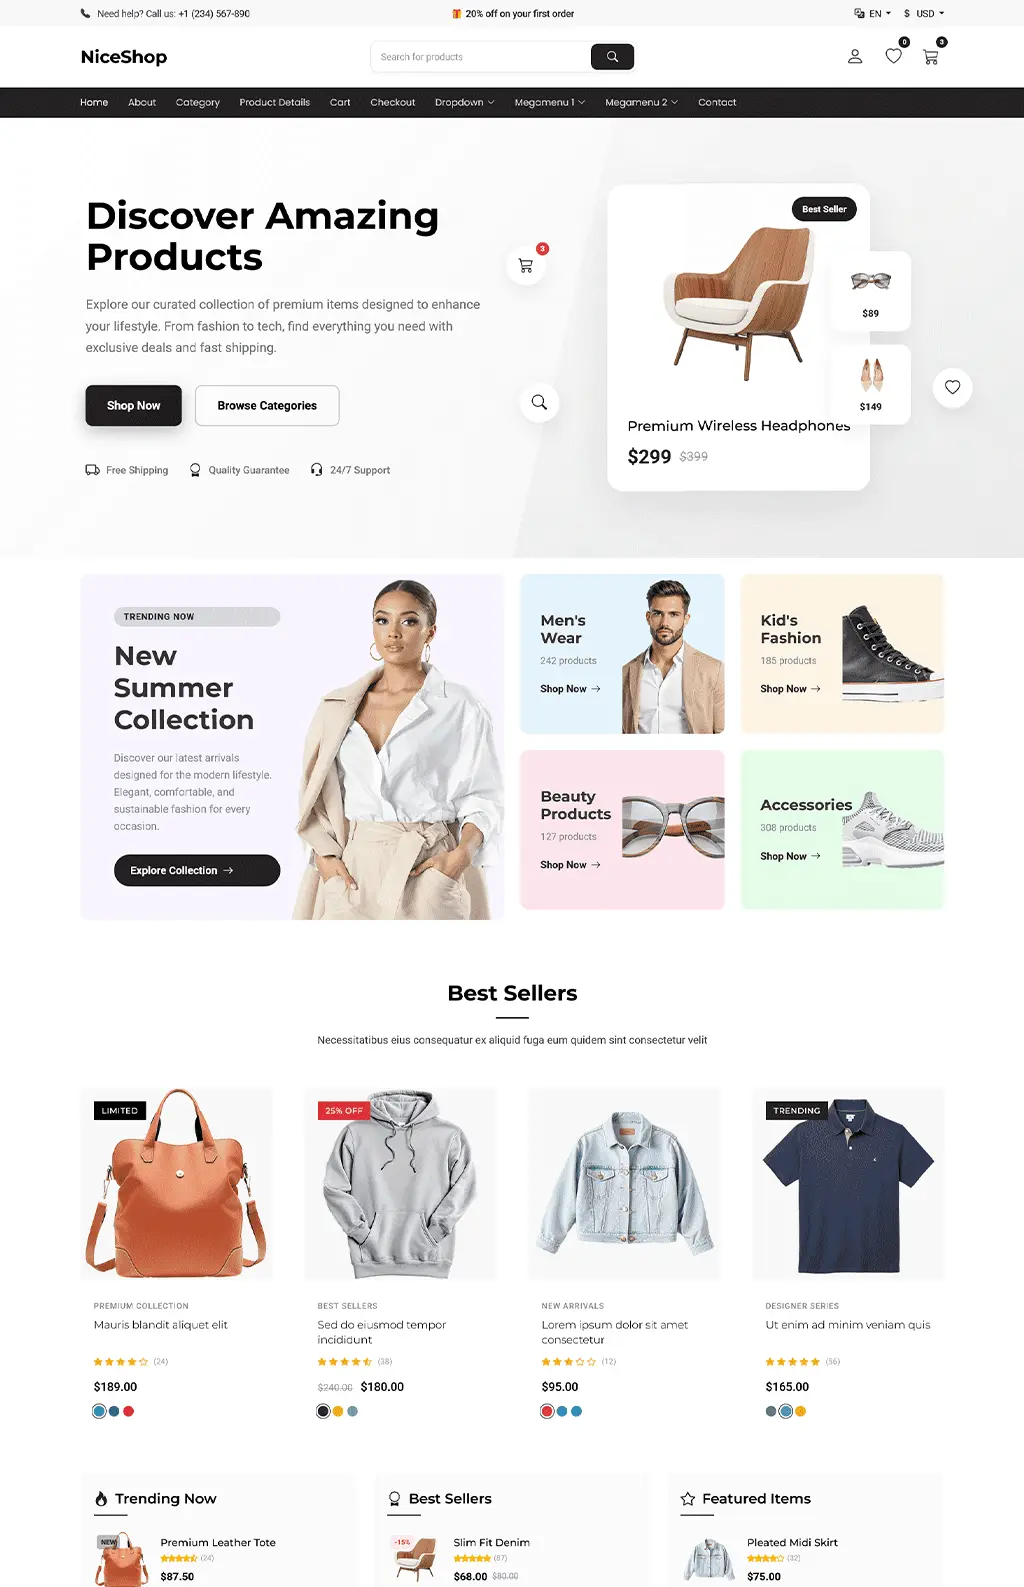 Need help? Call us: +1 (234) 567-890
20% off on your first order
EN
$ USD
NiceShop
Search for products
0
3
Home About Category Product Details Cart Checkout Dropdown Megamenu 1 Megamenu 2 Contact
Discover Amazing
Products
Explore our curated collection of premium items designed to enhance
your lifestyle. From fashion to tech, find everything you need with
exclusive deals and fast shipping.
Shop Now
Browse Categories
Free Shipping
Quality Guarantee
24/7 Support
3
Best Seller
$89
$149
Premium Wireless Headphones
$299 $399
TRENDING NOW
New
Summer
Collection
Discover our latest arrivals
designed for the modern lifestyle.
Elegant, comfortable, and
sustainable fashion for every
occasion.
Explore Collection →
Men's
Wear
242 products
Shop Now →
Kid's
Fashion
185 products
Shop Now →
Beauty
Products
127 products
Shop Now →
Accessories
308 products
Shop Now →
Best Sellers
Necessitatibus eius consequatur ex aliquid fuga eum quidem sint consectetur velit
LIMITED
PREMIUM COLLECTION
Mauris blandit aliquet elit
(24)
$189.00
25% OFF
BEST SELLERS
Sed do eiusmod tempor
incididunt
(38)
$240.00 $180.00
NEW ARRIVALS
Lorem ipsum dolor sit amet
consectetur
(12)
$95.00
TRENDING
DESIGNER SERIES
Ut enim ad minim veniam quis
(56)
$165.00
Trending Now
NEW
Premium Leather Tote
(24)
$87.50
Best Sellers
-15%
Slim Fit Denim
(87)
$68.00 $80.00
Featured Items
Pleated Midi Skirt
(32)
$75.00